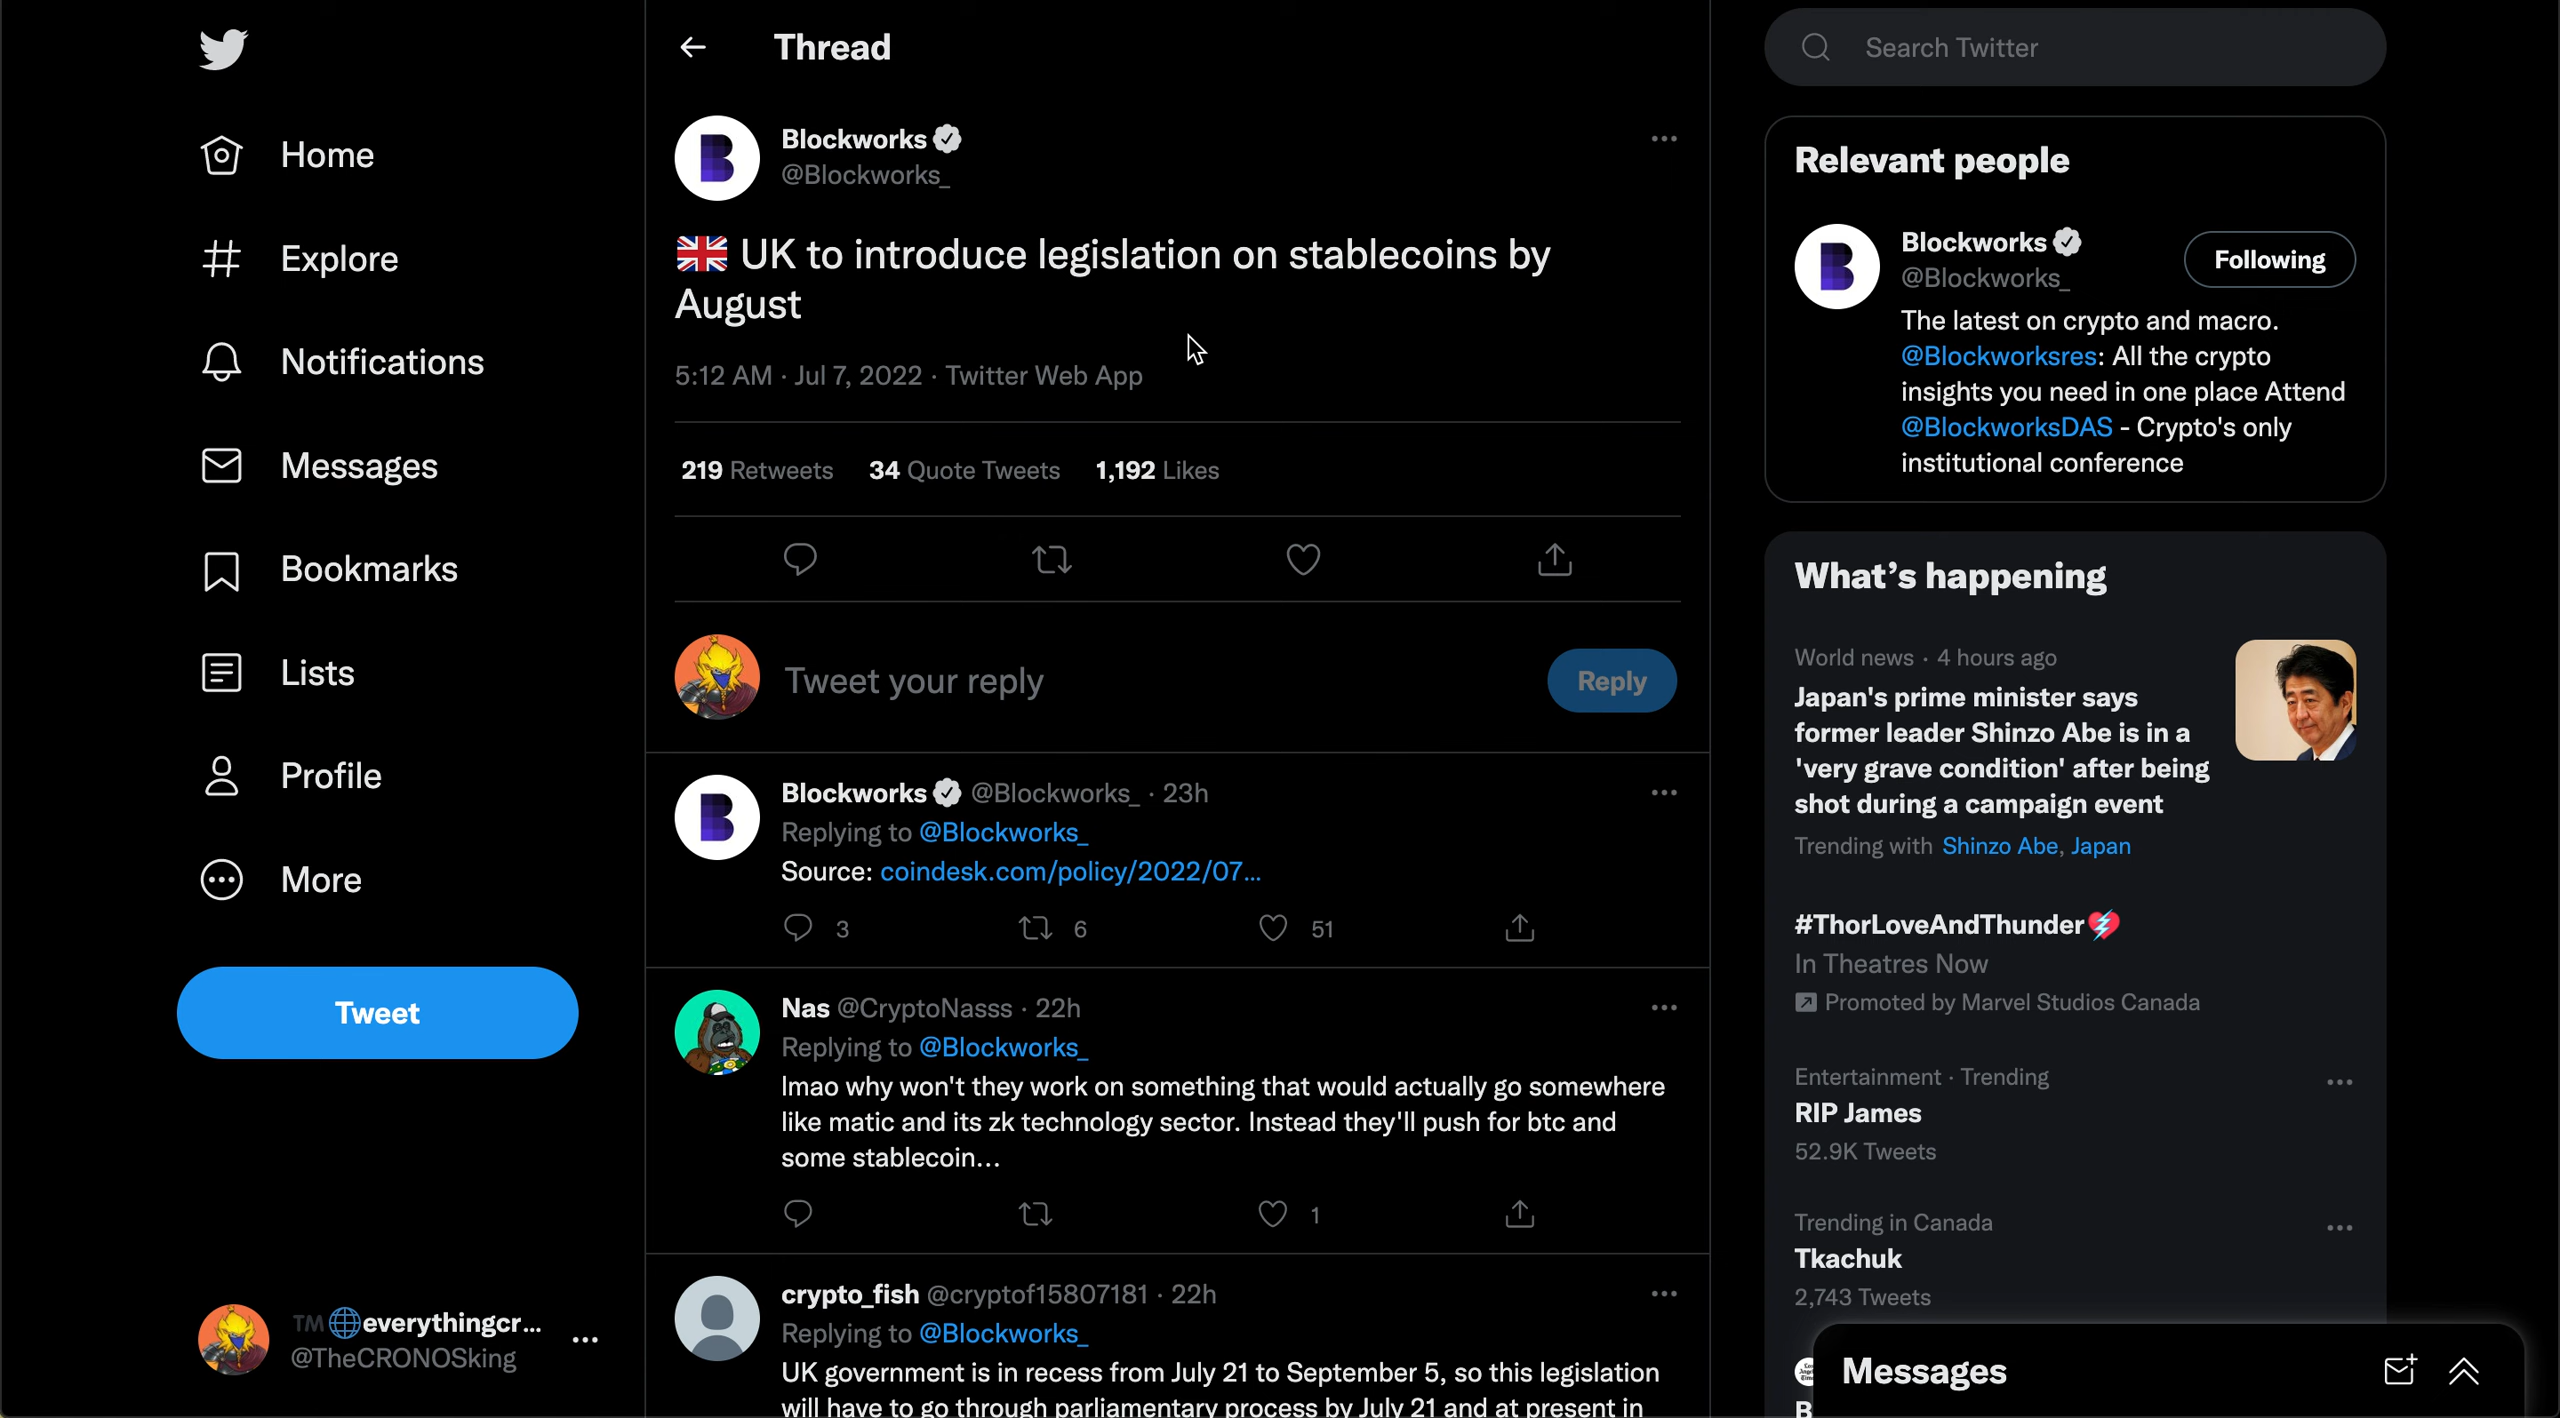 Home
Explore
Notifications
Messages
Bookmarks
Lists
Profile
More
Tweet
TM everythingcr...
@TheCRONOSking
Thread
Blockworks
@Blockworks_
UK to introduce legislation on stablecoins by
August
5:12 AM · Jul 7, 2022 · Twitter Web App
219 Retweets 34 Quote Tweets 1,192 Likes
Tweet your reply
Reply
Blockworks @Blockworks_ · 23h
Replying to @Blockworks_
Source: coindesk.com/policy/2022/07...
3 6 51
Nas @CryptoNasss · 22h
Replying to @Blockworks_
lmao why won't they work on something that would actually go somewhere
like matic and its zk technology sector. Instead they'll push for btc and
some stablecoin...
1
crypto_fish @cryptof15807181 · 22h
Replying to @Blockworks_
UK government is in recess from July 21 to September 5, so this legislation
will have to go through parliamentary process by July 21 and at present in
Search Twitter
Relevant people
Blockworks
@Blockworks_
Following
The latest on crypto and macro.
@Blockworksres: All the crypto
insights you need in one place Attend
@BlockworksDAS - Crypto's only
institutional conference
What's happening
World news · 4 hours ago
Japan's prime minister says
former leader Shinzo Abe is in a
'very grave condition' after being
shot during a campaign event
Trending with Shinzo Abe, Japan
#ThorLoveAndThunder
In Theatres Now
Promoted by Marvel Studios Canada
Entertainment · Trending
RIP James
52.9K Tweets
Trending in Canada
Tkachuk
2,743 Tweets
Messages